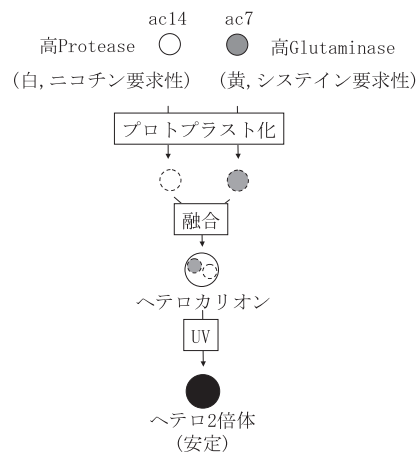 ac14 ac7
高Protease 高Glutaminase
(白,ニコチン要求性) (黄,システイン要求性)
プロトプラスト化
融合
ヘテロカリオン
UV
ヘテロ2倍体
(安定)